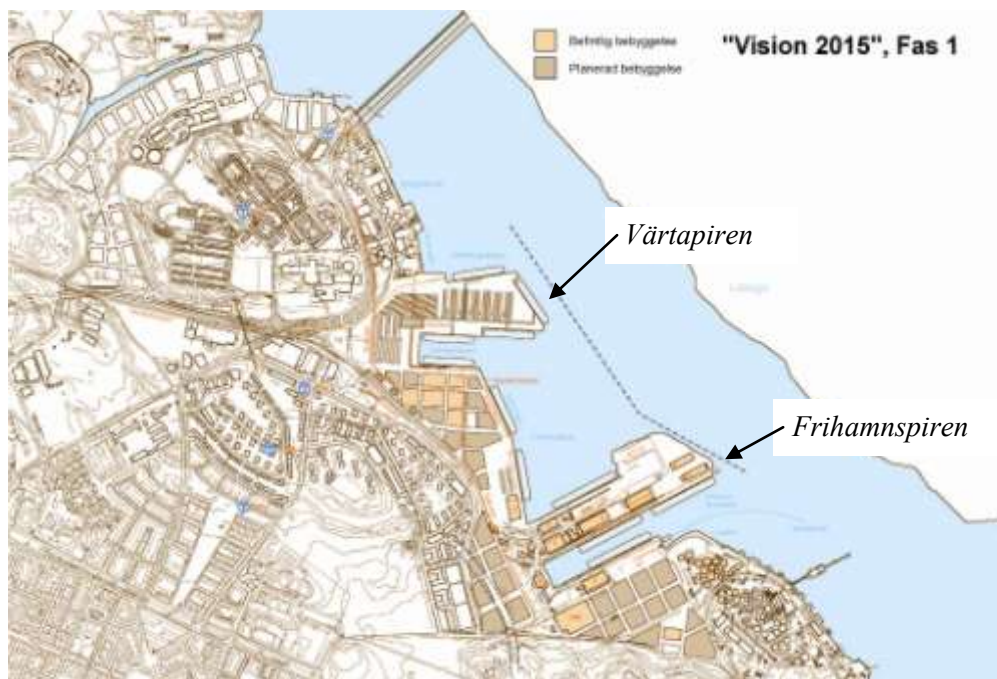 Befintlig bebyggelse
Planerad bebyggelse
"Vision 2015", Fas 1
Värtapiren
Frihamnspiren